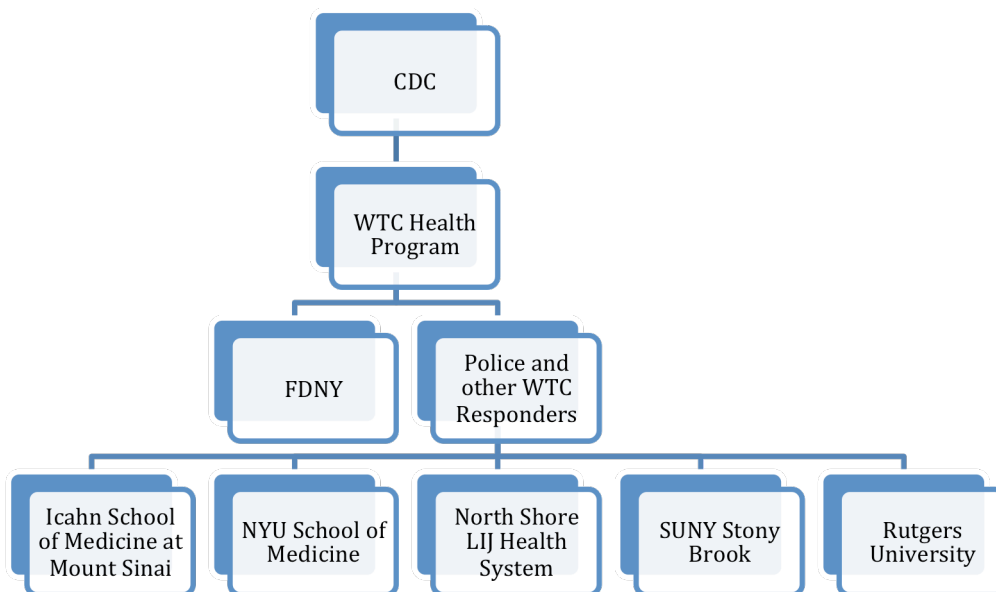 CDC
WTC Health
Program
FDNY
Police and
other WTC
Responders
Icahn School
of Medicine at
Mount Sinai
NYU School of
Medicine
North Shore
LIJ Health
System
SUNY Stony
Brook
Rutgers
University